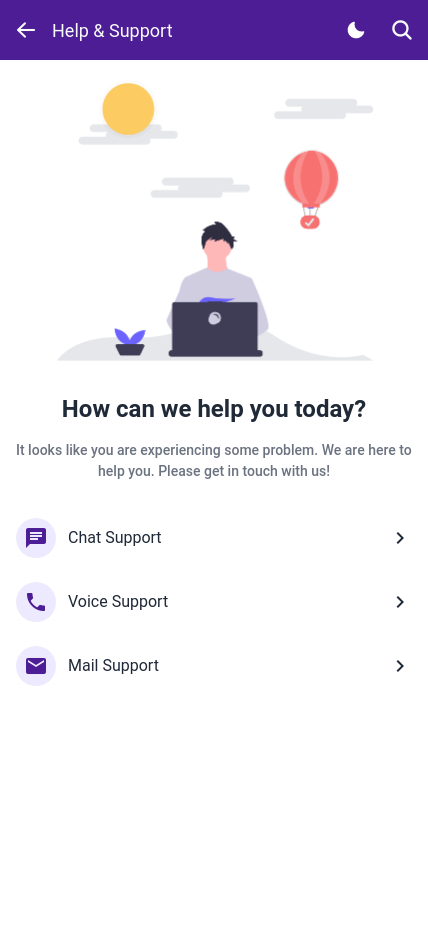 Help & Support
How can we help you today?
It looks like you are experiencing some problem. We are here to
help you. Please get in touch with us!
Chat Support
Voice Support
Mail Support